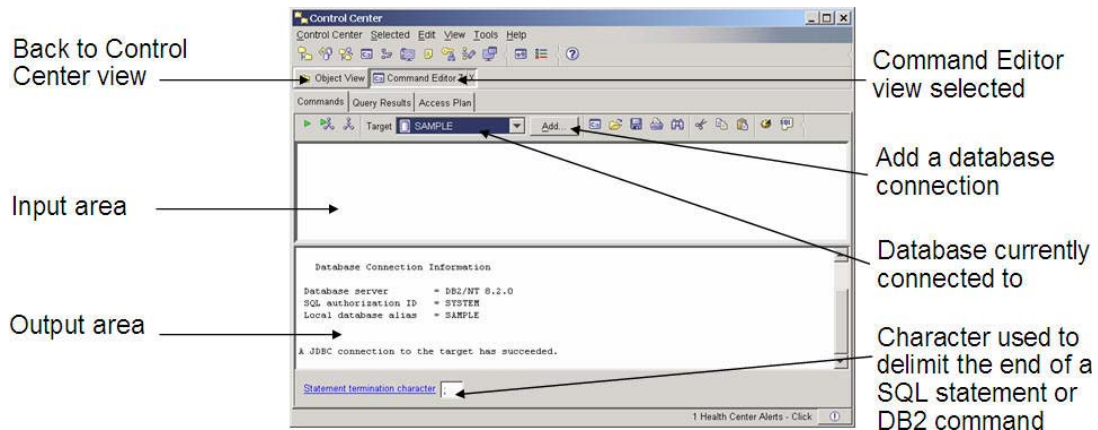 Back to Control
Center view
Input area
Output area
Control Center
Control Center Selected Edit View Tools Help
Object View
Command Editor
Commands Query Results Access Plan
Target SAMPLE Add...
Database Connection Information
Database server = DB2/NT 8.2.0
SQL authorization ID = SYSTEM
Local database alias = SAMPLE
A JDBC connection to the target has succeeded.
Statement termination character ;
1 Health Center Alerts - Click
Command Editor
view selected
Add a database
connection
Database currently
connected to
Character used to
delimit the end of a
SQL statement or
DB2 command